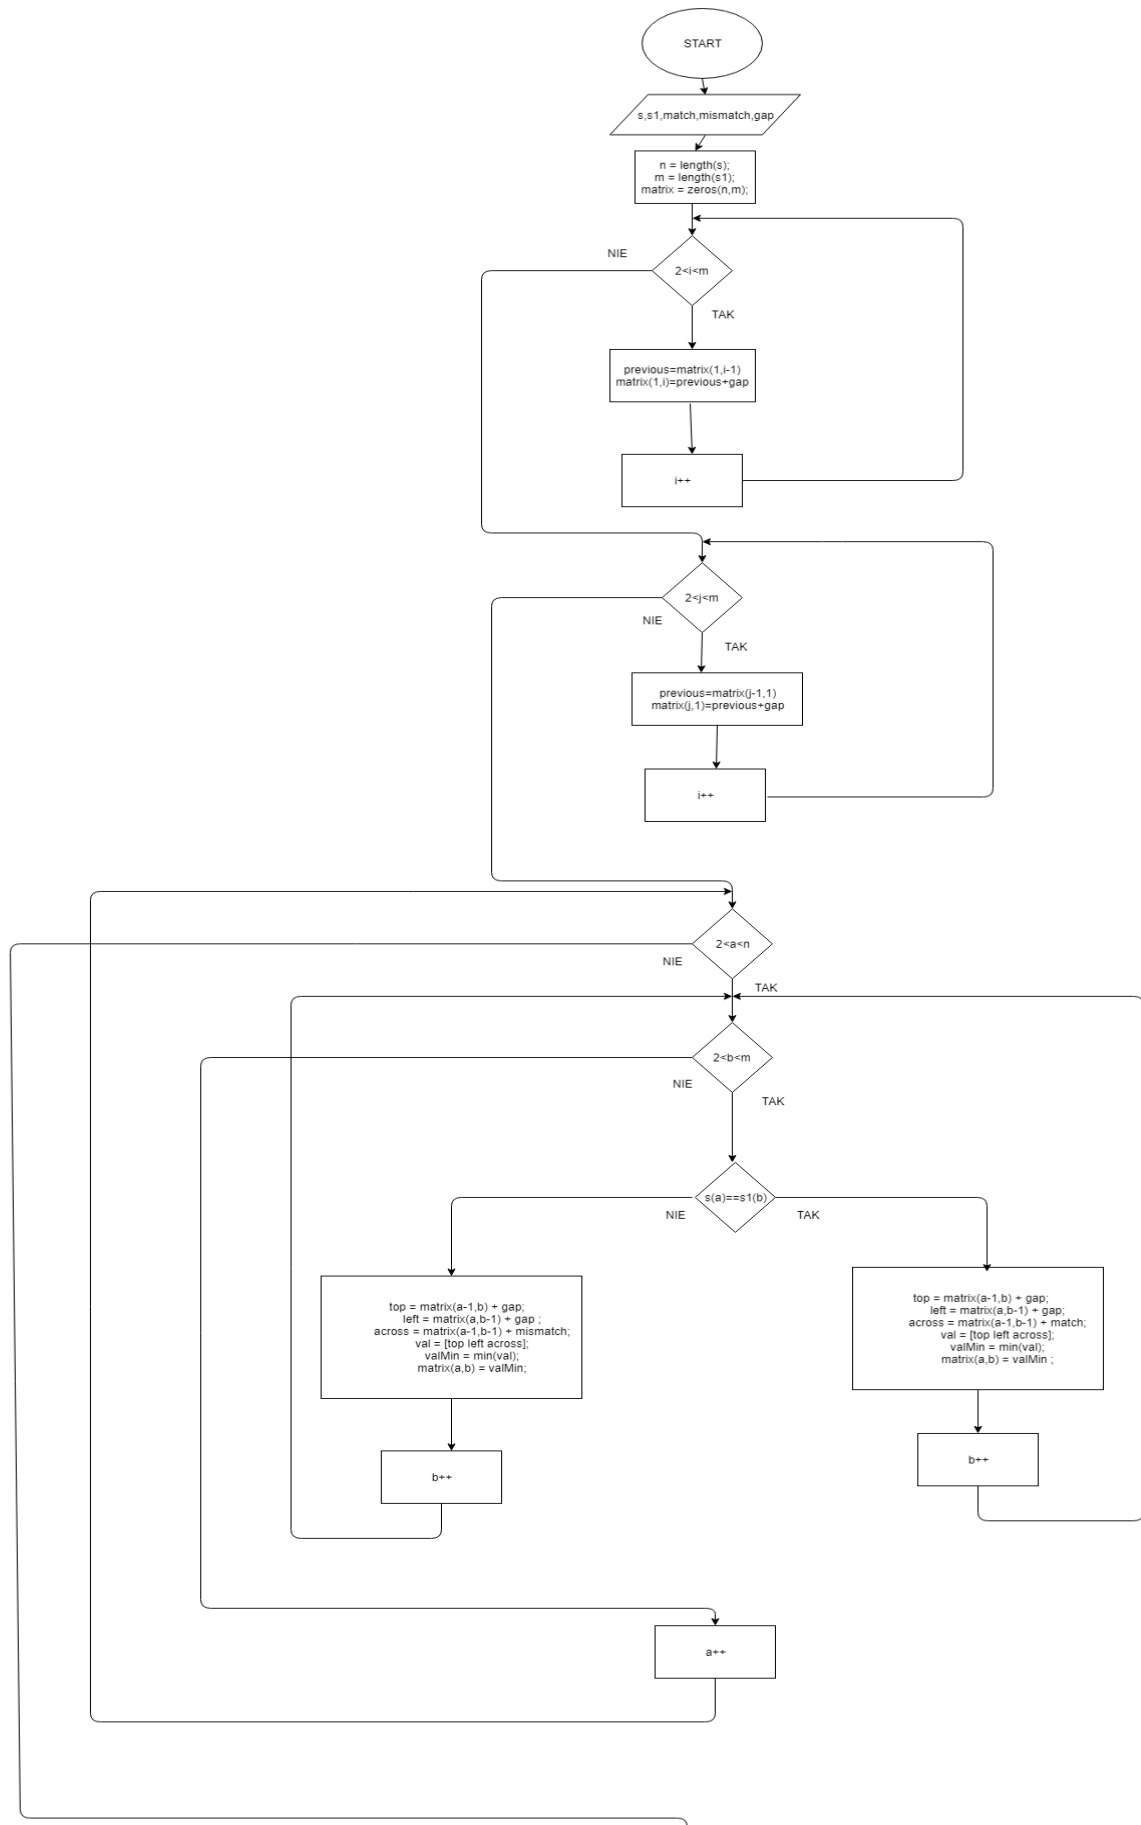 START
s,s1,match,mismatch,gap
n = length(s);
m = length(s1);
matrix = zeros(n,m);
NIE
2<i<m
TAK
previous=matrix(1,i-1)
matrix(1,i)=previous+gap
i++
2<j<m
NIE
TAK
previous=matrix(j-1,1)
matrix(j,1)=previous+gap
i++
2<a<n
NIE
TAK
2<b<m
NIE
TAK
s(a)==s1(b)
NIE
TAK
top = matrix(a-1,b) + gap;
left = matrix(a,b-1) + gap ;
across = matrix(a-1,b-1) + mismatch;
val = [top left across];
valMin = min(val);
matrix(a,b) = valMin;
top = matrix(a-1,b) + gap;
left = matrix(a,b-1) + gap;
across = matrix(a-1,b-1) + match;
val = [top left across];
valMin = min(val);
matrix(a,b) = valMin ;
b++
b++
a++